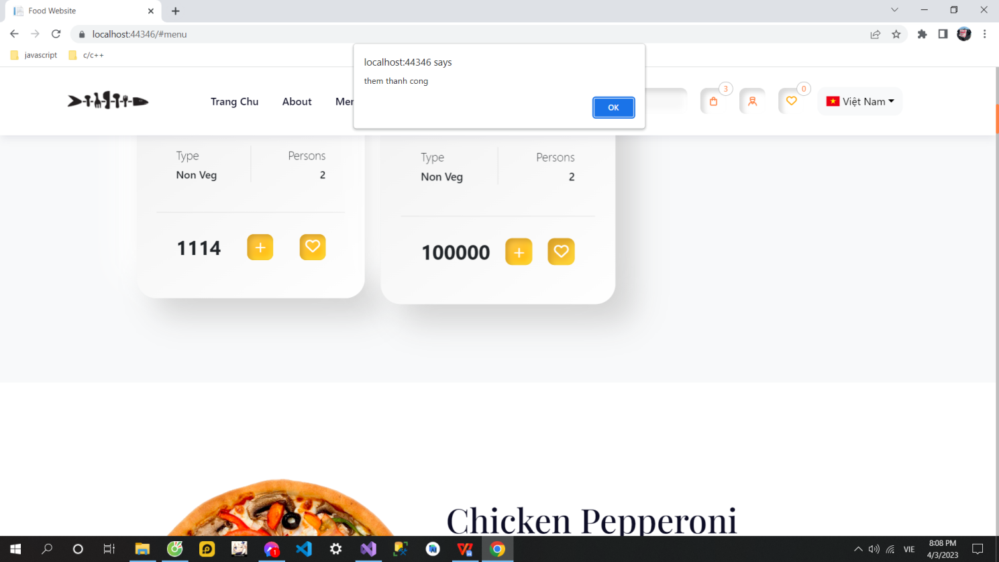 Food Website
localhost:44346/#menu
javascript
c/c++
localhost:44346 says
them thanh cong
OK
Trang Chu
About
3
0
Việt Nam
Type
Persons
Non Veg
2
1114
Type
Persons
Non Veg
2
100000
Chicken Pepperoni
1
VIE
8:08 PM
4/3/2023